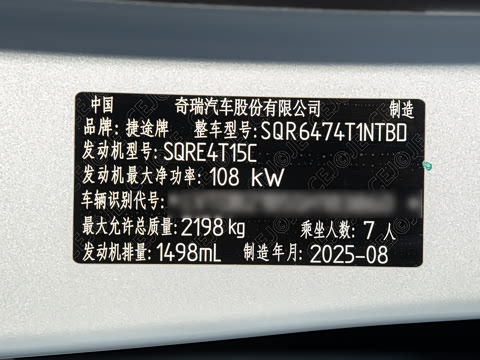 中国 奇瑞汽车股份有限公司 制造
品牌: 捷途牌 整车型号: SQR6474T1NTBD
发动机型号: SQRE4T15C
发动机最大净功率: 108 kW
车辆识别代号:
最大允许总质量: 2198 kg 乘坐人数: 7 人
发动机排量: 1498mL 制造年月: 2025-08